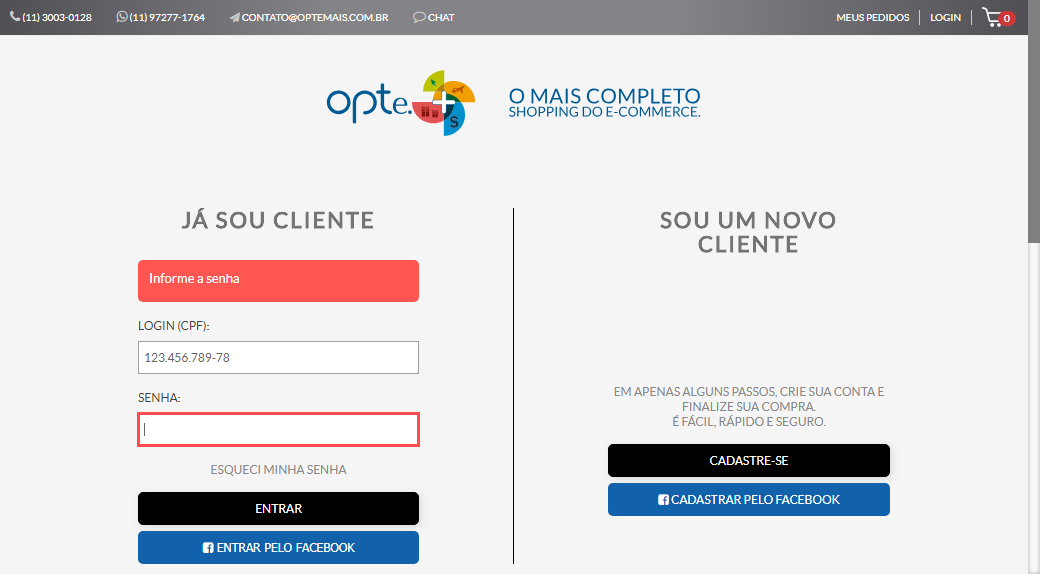 (11) 3003-0128 (11) 97277-1764 CONTATO@OPTEMAIS.COM.BR CHAT MEUS PEDIDOS LOGIN 0
opte.
S
O MAIS COMPLETO
SHOPPING DO E-COMMERCE.
JÁ SOU CLIENTE
Informe a senha
LOGIN (CPF):
123.456.789-78
SENHA:
ESQUECI MINHA SENHA
ENTRAR
ENTRAR PELO FACEBOOK
SOU UM NOVO
CLIENTE
EM APENAS ALGUNS PASSOS, CRIE SUA CONTA E
FINALIZE SUA COMPRA.
É FÁCIL, RÁPIDO E SEGURO.
CADASTRE-SE
CADASTRAR PELO FACEBOOK